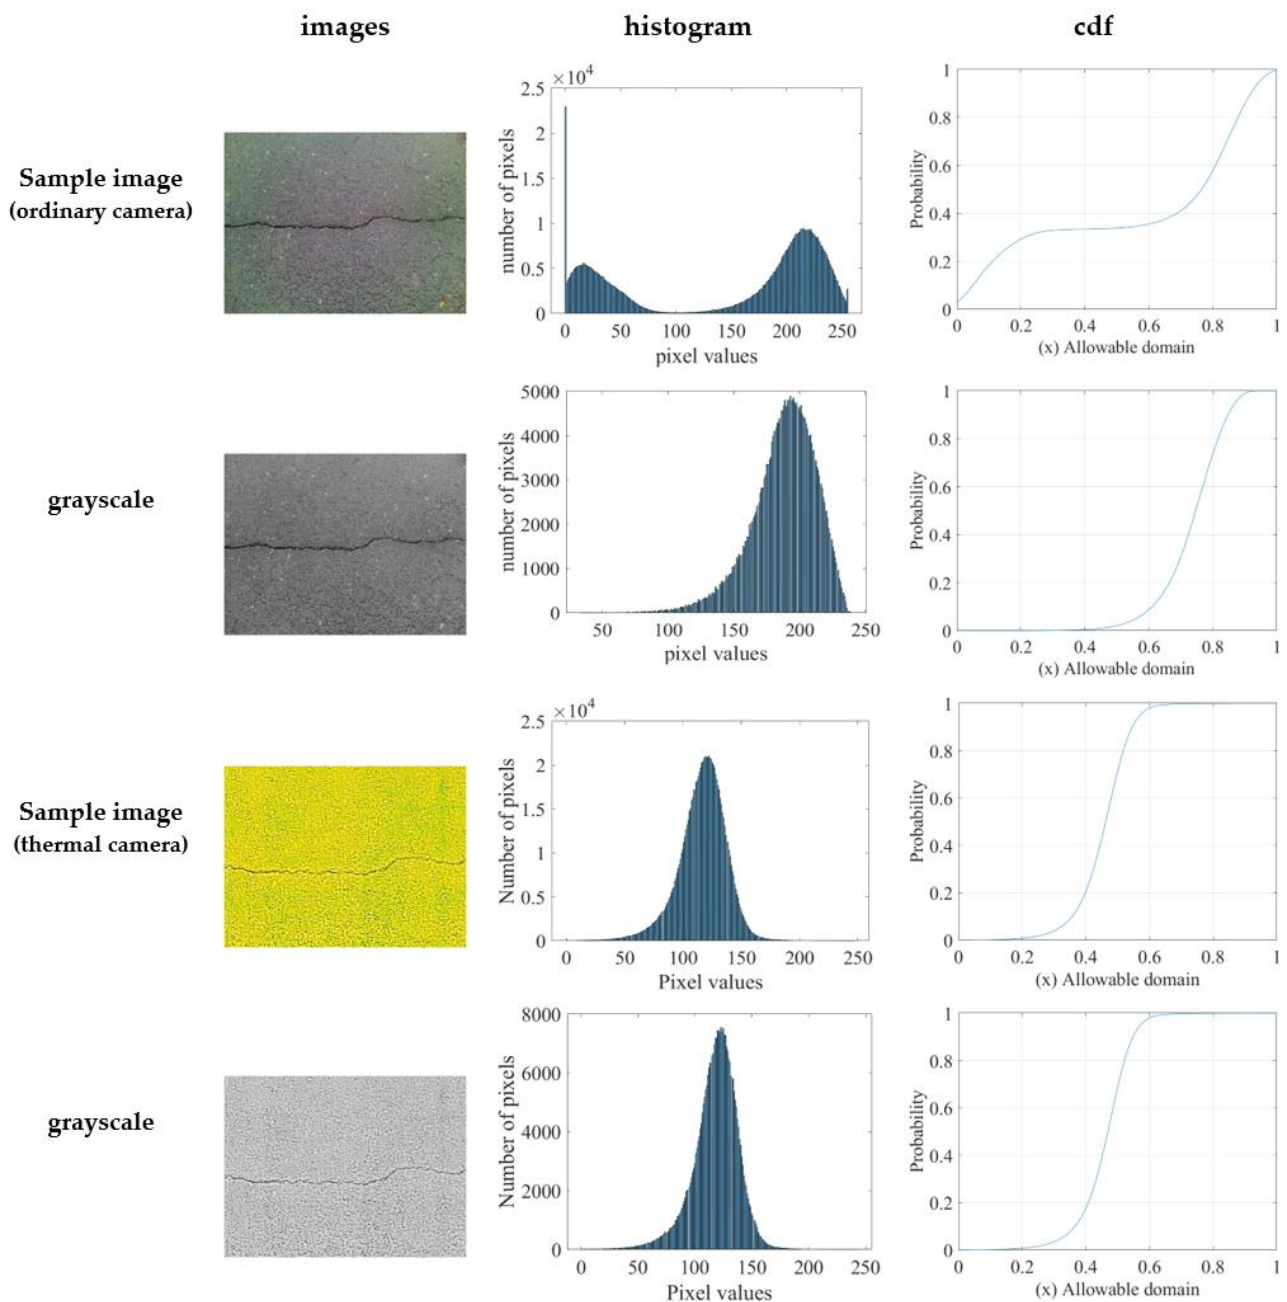 images histogram cdf
Sample image
(ordinary camera)
×10⁴
2.5
2
1.5
1
0.5
0
number of pixels
0 50 100 150 200 250
pixel values
1
0.8
0.6
0.4
0.2
0
Probability
0 0.2 0.4 0.6 0.8 1
(x) Allowable domain
grayscale
5000
4000
3000
2000
1000
0
number of pixels
50 100 150 200 250
pixel values
1
0.8
0.6
0.4
0.2
0
Probability
0 0.2 0.4 0.6 0.8 1
(x) Allowable domain
Sample image
(thermal camera)
×10⁴
2.5
2
1.5
1
0.5
0
Number of pixels
0 50 100 150 200 250
Pixel values
1
0.8
0.6
0.4
0.2
0
Probability
0 0.2 0.4 0.6 0.8 1
(x) Allowable domain
grayscale
8000
6000
4000
2000
0
Number of pixels
0 50 100 150 200 250
Pixel values
1
0.8
0.6
0.4
0.2
0
Probability
0 0.2 0.4 0.6 0.8 1
(x) Allowable domain